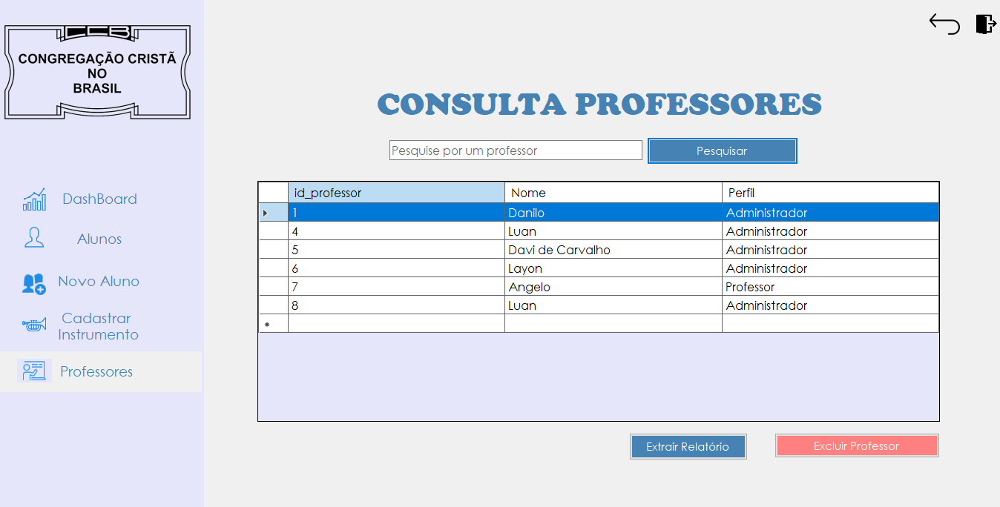 CCB
CONGREGAÇÃO CRISTÃ
NO
BRASIL
DashBoard
Alunos
Novo Aluno
Cadastrar
Instrumento
Professores
CONSULTA PROFESSORES
Pesquise por um professor Pesquisar
id_professor Nome Perfil
1 Danilo Administrador
4 Luan Administrador
5 Davi de Carvalho Administrador
6 Layon Administrador
7 Angelo Professor
8 Luan Administrador
*
Extrair Relatório Excluir Professor